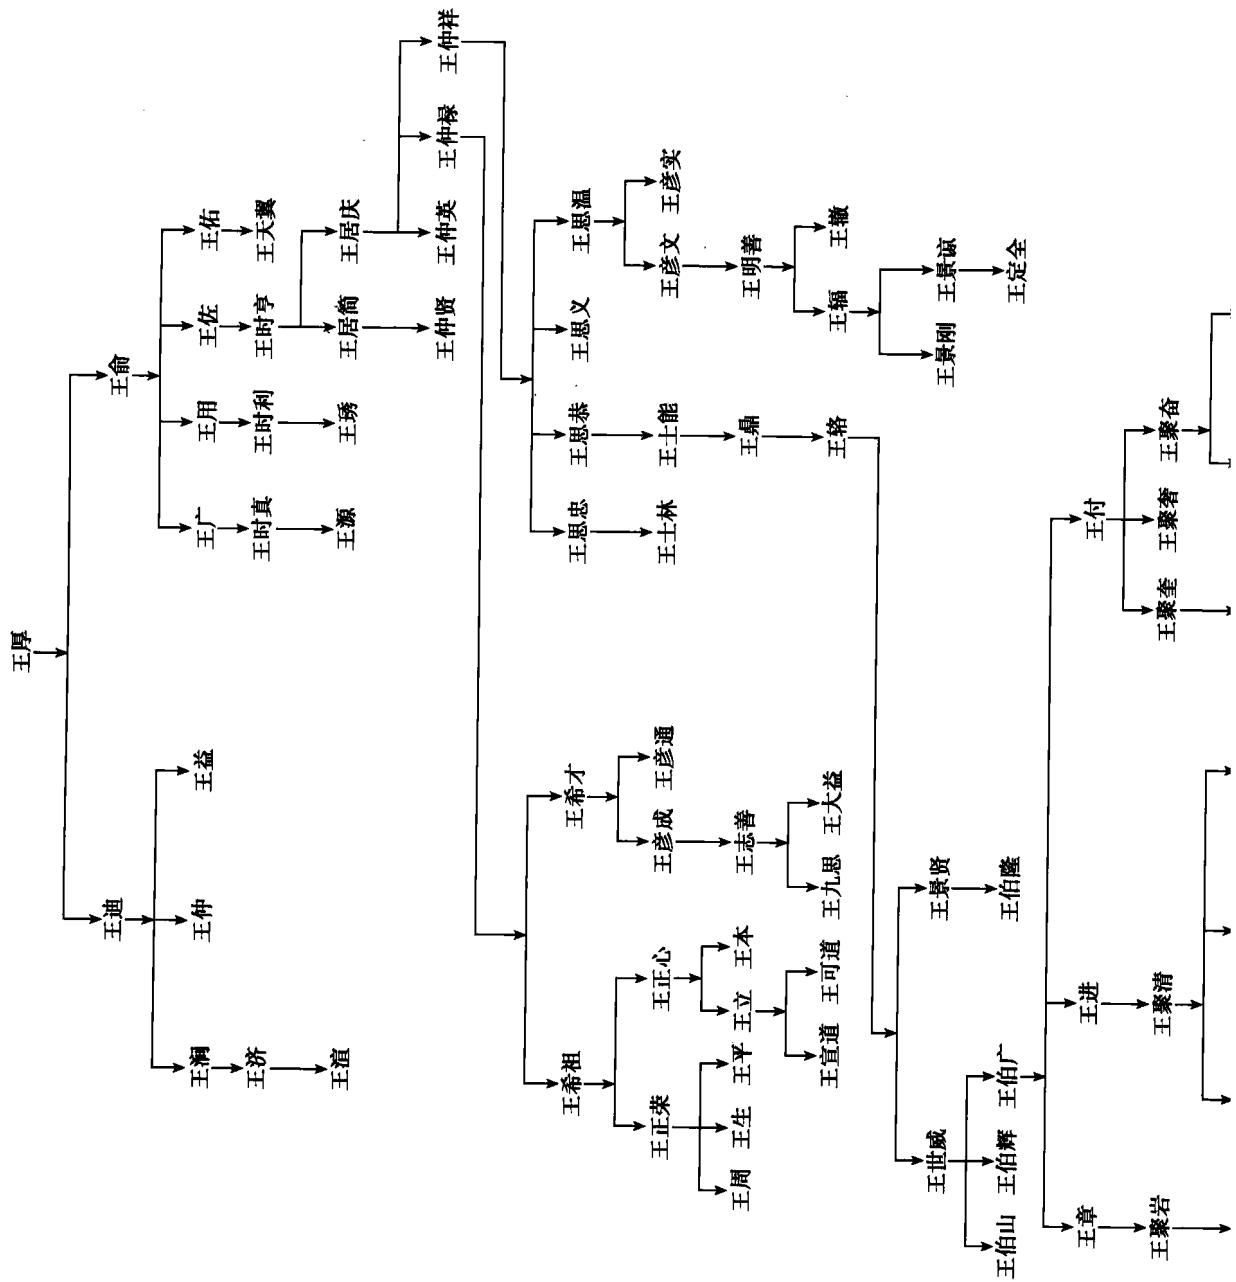 王厚
王迪 王俞
王润 王仲 王益 王广 王用 王佐 王佑
王济 王时真 王时利 王时亨 王天翼
王渲 王源 王琇 王居简 王居庆
王仲贤 王仲英 王仲禄 王仲祥
王希祖 王希才 王思忠 王思恭 王思义 王思温
王正荣 王正心 王彦成 王彦通 王士林 王士能 王彦文 王彦实
王周 王生 王平 王立 王本 王志善 王鼎 王明善
王宣道 王可道 王九思 王大益 王辂 王辐 王辙
王世威 王景贤 王景刚 王景谅
王伯山 王伯辉 王伯广 王伯隆 王定全
王章 王进 王付
王聚岩 王聚清 王聚奎 王聚奢 王聚奋